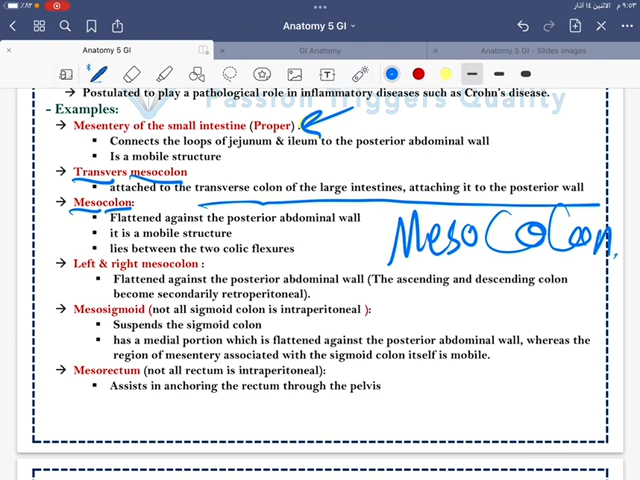 ٪٨٢
٩:٥٣ م الاثنين ١٤ آذار
Anatomy 5 GI
Anatomy 5 GI
GI Anatomy
Anatomy 5 GI - Slides images
Passion Triggers Quality
→ Postulated to play a pathological role in inflammatory diseases such as Crohn's disease.
- Examples:
→ Mesentery of the small intestine (Proper) .
▪ Connects the loops of jejunum & ileum to the posterior abdominal wall
▪ Is a mobile structure
→ Transvers mesocolon
▪ attached to the transverse colon of the large intestines, attaching it to the posterior wall
→ Mesocolon:
▪ Flattened against the posterior abdominal wall
▪ it is a mobile structure
▪ lies between the two colic flexures
MesoColon
→ Left & right mesocolon :
▪ Flattened against the posterior abdominal wall (The ascending and descending colon
become secondarily retroperitoneal).
→ Mesosigmoid (not all sigmoid colon is intraperitoneal ):
▪ Suspends the sigmoid colon
▪ has a medial portion which is flattened against the posterior abdominal wall, whereas the
region of mesentery associated with the sigmoid colon itself is mobile.
→ Mesorectum (not all rectum is intraperitoneal):
▪ Assists in anchoring the rectum through the pelvis